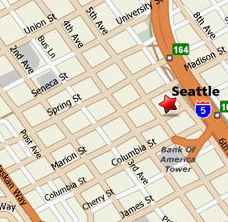 University St
8th Ave
5th Ave
4th Ave
Union St
Bus Ln
2nd Ave
164
Madison St
Seneca St
Seattle
Spring St
5
Post Ave
Marion St
Columbia St
Bank Of
America
Tower
3rd Ave
Columbia St
Cherry St
James St
Way